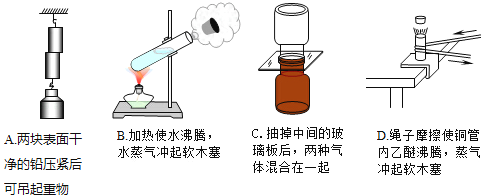 A.两块表面干
净的铅压紧后
可用起重物
B.加热使水沸腾，
水蒸气冲起软木塞
C. 抽掉中间的玻
璃板后，两种气
体混合在一起
D.绳子摩擦使铜管
内乙醚沸腾，蒸气
冲起软木塞